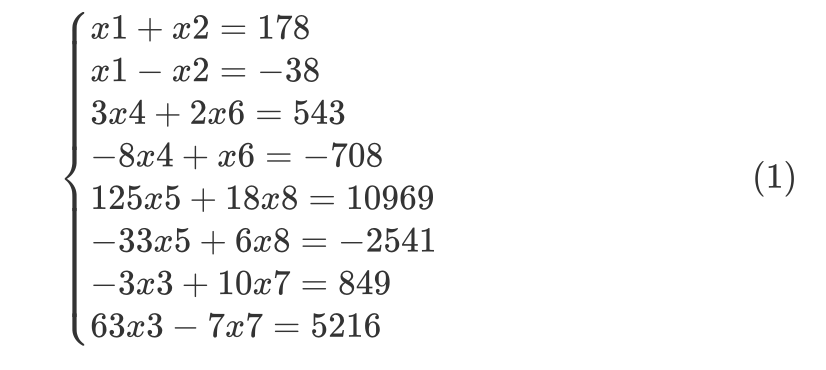 x1 + x2 = 178
x1 − x2 = −38
3x4 + 2x6 = 543
−8x4 + x6 = −708
125x5 + 18x8 = 10969
−33x5 + 6x8 = −2541
−3x3 + 10x7 = 849
63x3 − 7x7 = 5216
(1)